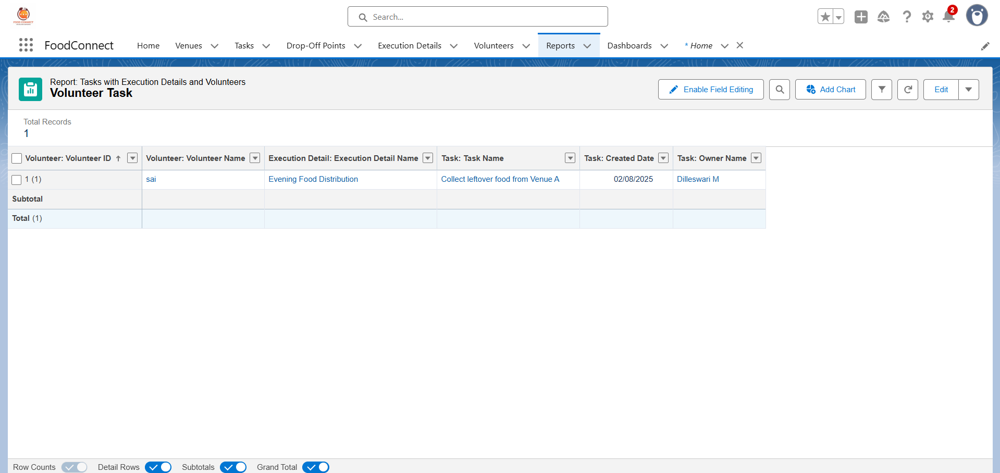 FOOD CONNECT
Search...
2
FoodConnect
Home
Venues
Tasks
Drop-Off Points
Execution Details
Volunteers
Reports
Dashboards
* Home
Report: Tasks with Execution Details and Volunteers
Volunteer Task
Enable Field Editing
Add Chart
Edit
Total Records
1
Volunteer: Volunteer ID ↑
Volunteer: Volunteer Name
Execution Detail: Execution Detail Name
Task: Task Name
Task: Created Date
Task: Owner Name
1 (1)
sai
Evening Food Distribution
Collect leftover food from Venue A
02/08/2025
Dilleswari M
Subtotal
Total (1)
Row Counts
Detail Rows
Subtotals
Grand Total